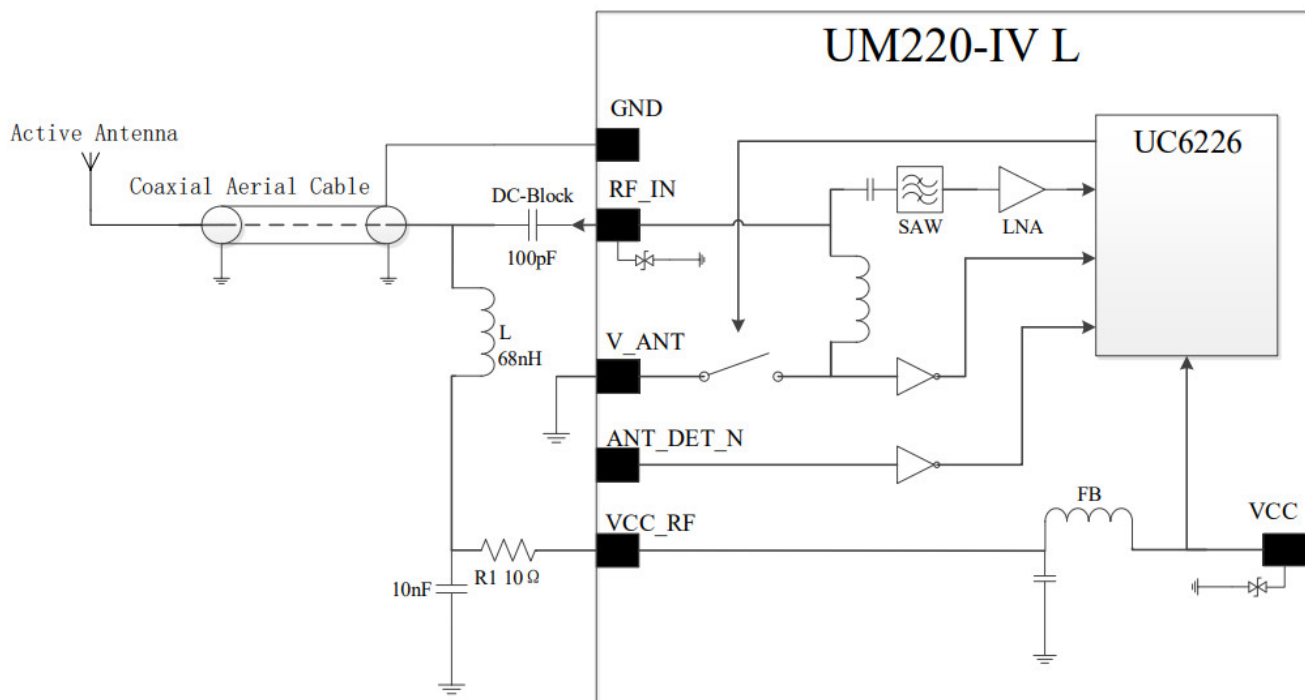 UM220-IV L
GND
UC6226
Active Antenna
Coaxial Aerial Cable
DC-Block
RF_IN
100pF
SAW
LNA
L
68nH
V_ANT
ANT_DET_N
FB
VCC
VCC_RF
R1 10Ω
10nF